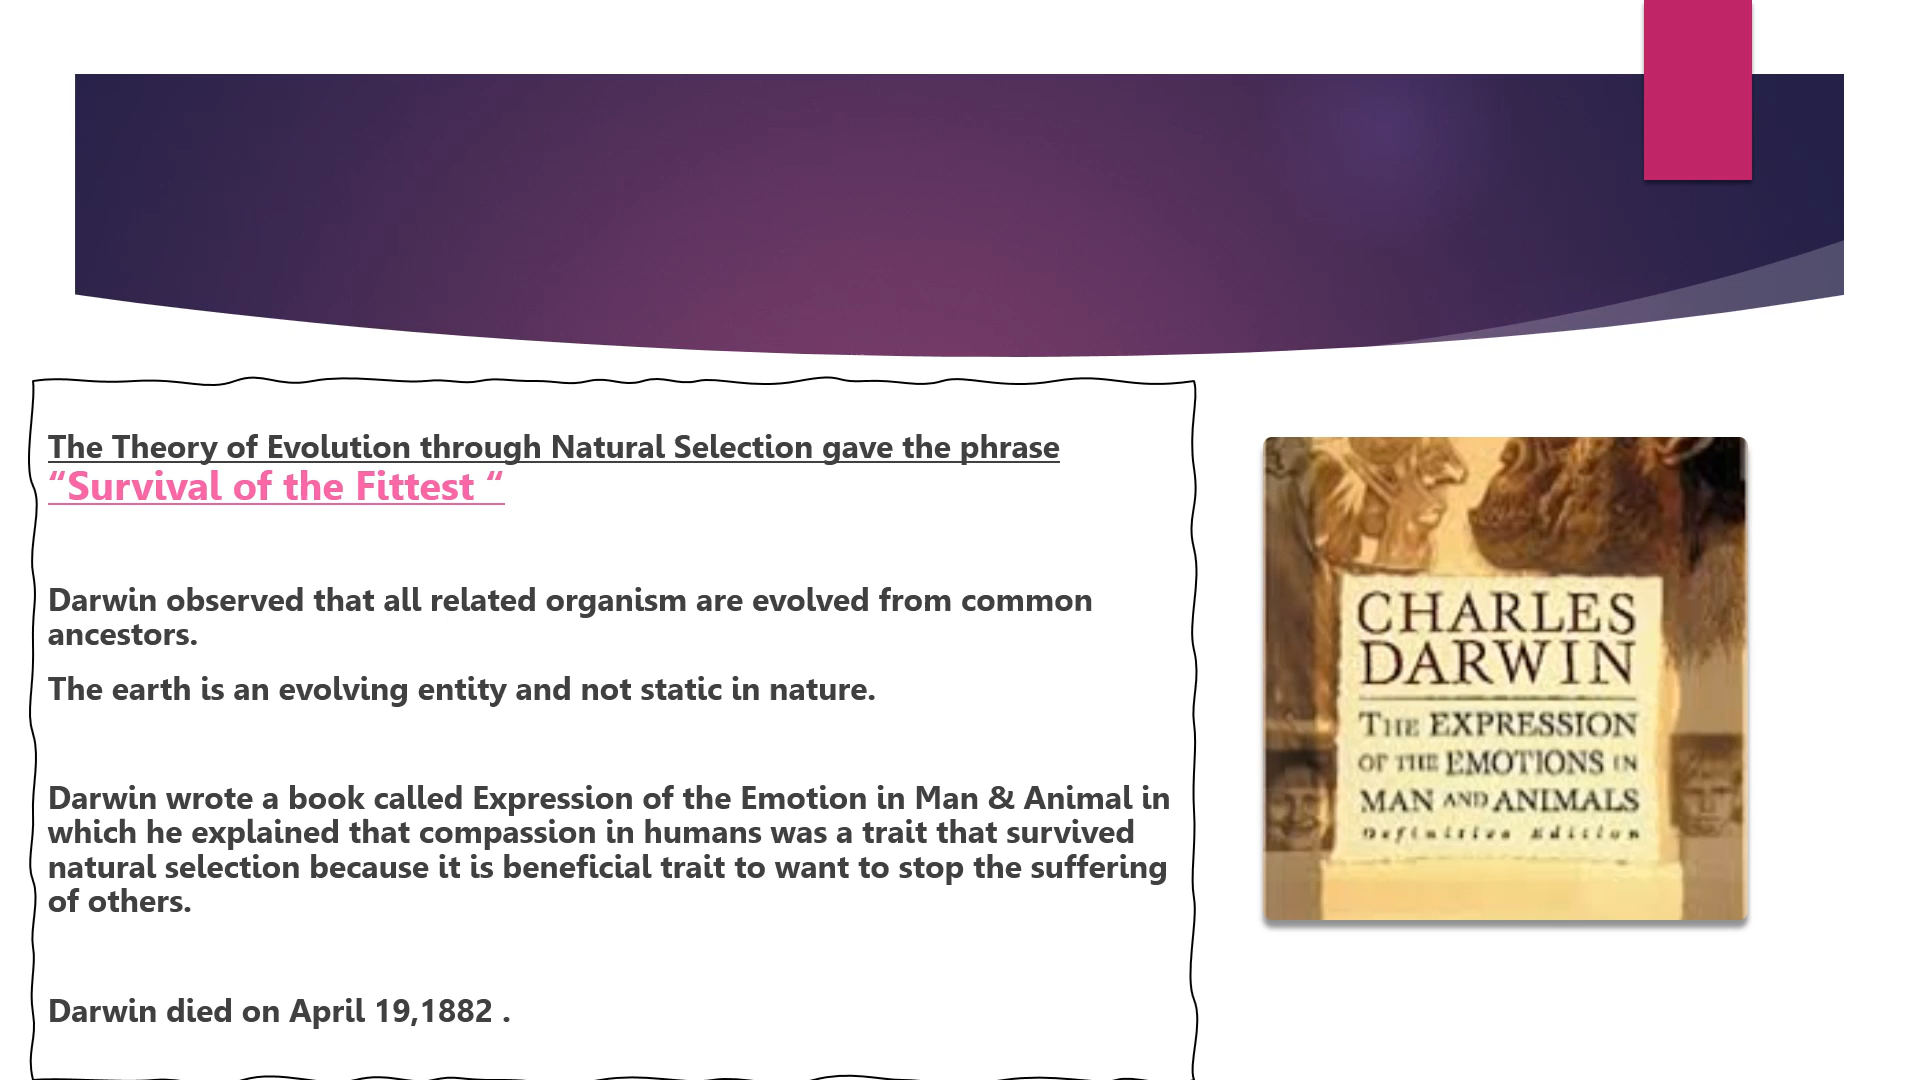 The Theory of Evolution through Natural Selection gave the phrase
“Survival of the Fittest “
Darwin observed that all related organism are evolved from common
ancestors.
The earth is an evolving entity and not static in nature.
Darwin wrote a book called Expression of the Emotion in Man & Animal in
which he explained that compassion in humans was a trait that survived
natural selection because it is beneficial trait to want to stop the suffering
of others.
Darwin died on April 19,1882 .
CHARLES
DARWIN
THE EXPRESSION
OF THE EMOTIONS IN
MAN AND ANIMALS
Definitive Edition